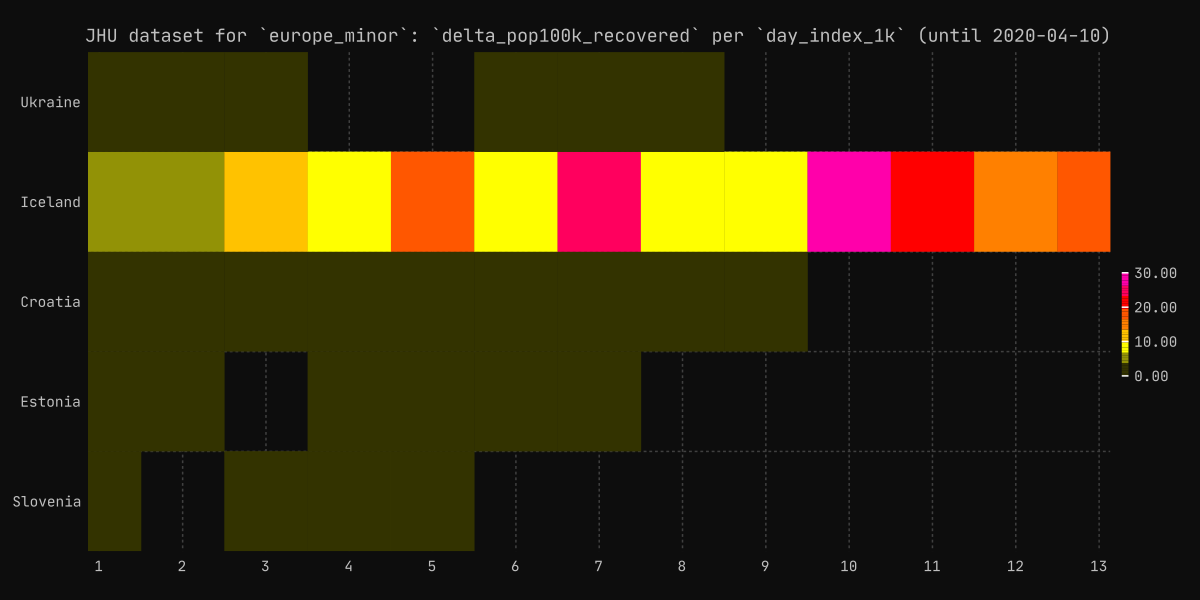 JHU dataset for `europe_minor`: `delta_pop100k_recovered` per `day_index_1k` (until 2020-04-10)
Ukraine
Iceland
Croatia
Estonia
Slovenia
30.00
20.00
10.00
0.00
1 2 3 4 5 6 7 8 9 10 11 12 13